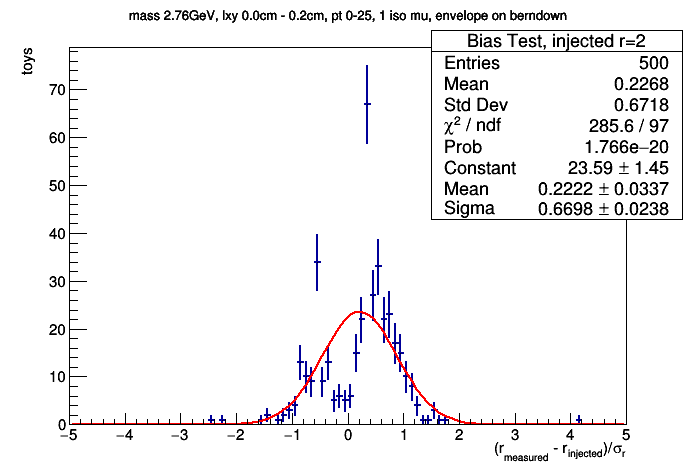 mass 2.76GeV, lxy 0.0cm - 0.2cm, pt 0-25, 1 iso mu, envelope on berndown
toys
Bias Test, injected r=2
Entries 500
Mean 0.2268
Std Dev 0.6718
χ² / ndf 285.6 / 97
Prob 1.766e−20
Constant 23.59 ± 1.45
Mean 0.2222 ± 0.0337
Sigma 0.6698 ± 0.0238
70
60
50
40
30
20
10
0
−5 −4 −3 −2 −1 0 1 2 3 4 5
(r_measured - r_injected)/σ_r